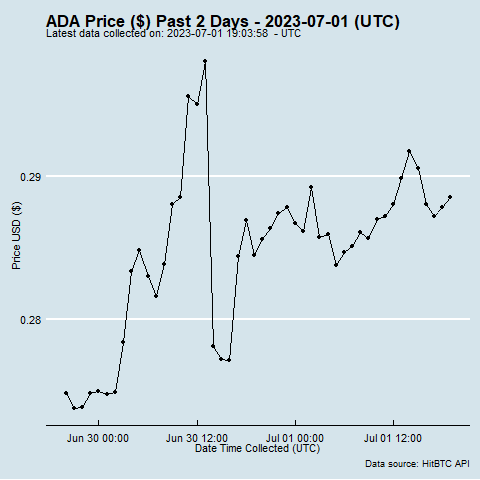 ADA Price ($) Past 2 Days - 2023-07-01 (UTC)
Latest data collected on: 2023-07-01 19:03:58  - UTC
0.29
Price USD ($)
0.28
Jun 30 00:00 Jun 30 12:00 Jul 01 00:00 Jul 01 12:00
Date Time Collected (UTC)
Data source: HitBTC API